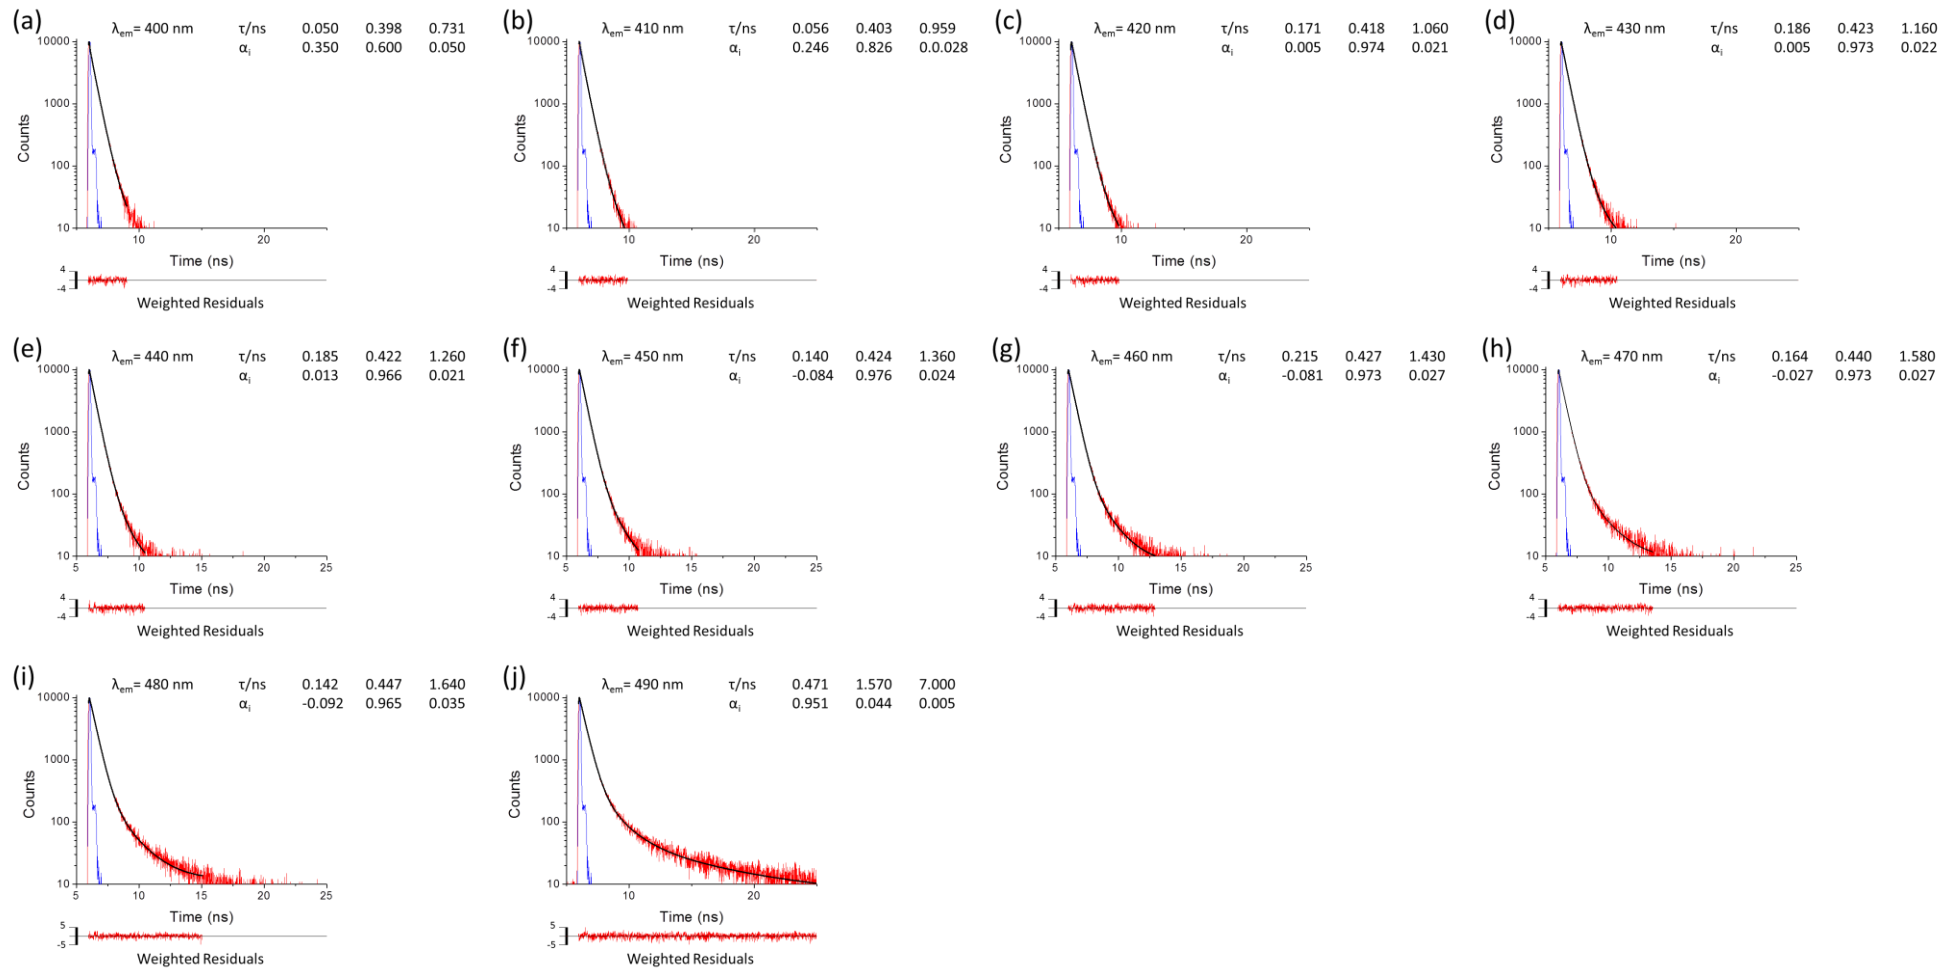 (a) λem= 400 nm τ/ns 0.050 0.398 0.731
αi 0.350 0.600 0.050
10000
1000
100
10
Counts
10 20
Time (ns)
4
-4
Weighted Residuals
(b) λem= 410 nm τ/ns 0.056 0.403 0.959
αi 0.246 0.826 0.0.028
10000
1000
100
10
Counts
10 20
Time (ns)
4
-4
Weighted Residuals
(c) λem= 420 nm τ/ns 0.171 0.418 1.060
αi 0.005 0.974 0.021
10000
1000
100
10
Counts
10 20
Time (ns)
4
-4
Weighted Residuals
(d) λem= 430 nm τ/ns 0.186 0.423 1.160
αi 0.005 0.973 0.022
10000
1000
100
10
Counts
10 20
Time (ns)
4
-4
Weighted Residuals
(e) λem= 440 nm τ/ns 0.185 0.422 1.260
αi 0.013 0.966 0.021
10000
1000
100
10
Counts
5 10 15 20 25
Time (ns)
4
-4
Weighted Residuals
(f) λem= 450 nm τ/ns 0.140 0.424 1.360
αi -0.084 0.976 0.024
10000
1000
100
10
Counts
5 10 15 20 25
Time (ns)
4
-4
Weighted Residuals
(g) λem= 460 nm τ/ns 0.215 0.427 1.430
αi -0.081 0.973 0.027
10000
1000
100
10
Counts
5 10 15 20 25
Time (ns)
4
-4
Weighted Residuals
(h) λem= 470 nm τ/ns 0.164 0.440 1.580
αi -0.027 0.973 0.027
10000
1000
100
10
Counts
5 10 15 20 25
Time (ns)
4
-4
Weighted Residuals
(i) λem= 480 nm τ/ns 0.142 0.447 1.640
αi -0.092 0.965 0.035
10000
1000
100
10
Counts
5 10 15 20 25
Time (ns)
5
-5
Weighted Residuals
(j) λem= 490 nm τ/ns 0.471 1.570 7.000
αi 0.951 0.044 0.005
10000
1000
100
10
Counts
10 20
Time (ns)
5
-5
Weighted Residuals